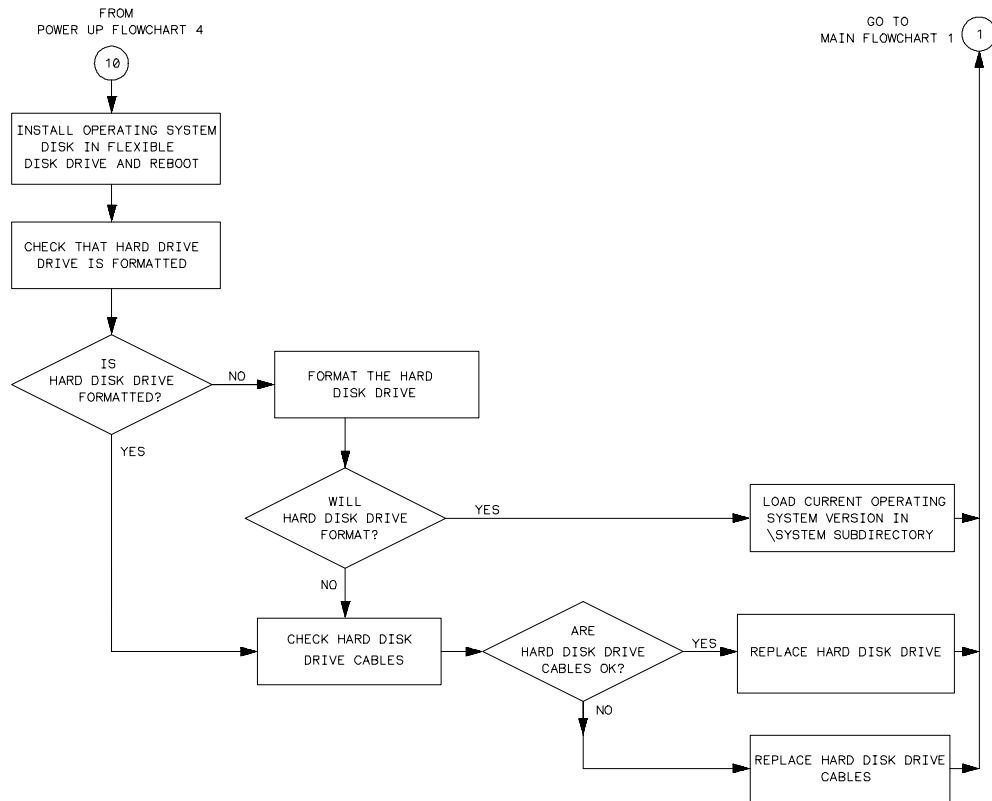 FROM
POWER UP FLOWCHART 4
10
GO TO
MAIN FLOWCHART 1
1
INSTALL OPERATING SYSTEM
DISK IN FLEXIBLE
DISK DRIVE AND REBOOT
CHECK THAT HARD DRIVE
DRIVE IS FORMATTED
IS
HARD DISK DRIVE
FORMATTED?
NO
YES
FORMAT THE HARD
DISK DRIVE
WILL
HARD DISK DRIVE
FORMAT?
YES
NO
LOAD CURRENT OPERATING
SYSTEM VERSION IN
\SYSTEM SUBDIRECTORY
CHECK HARD DISK
DRIVE CABLES
ARE
HARD DISK DRIVE
CABLES OK?
YES
NO
REPLACE HARD DISK DRIVE
REPLACE HARD DISK DRIVE
CABLES